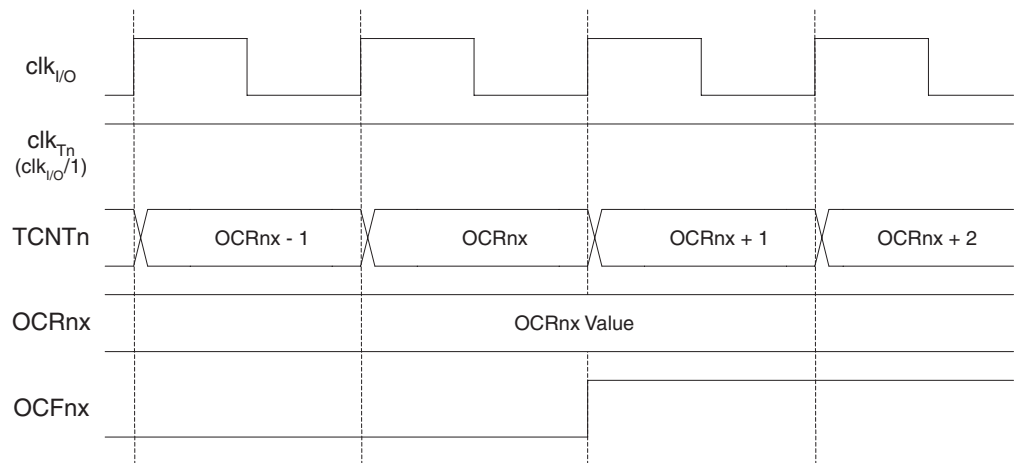 clkI/O
clkTn
(clkI/O/1)
TCNTn
OCRnx - 1
OCRnx
OCRnx + 1
OCRnx + 2
OCRnx
OCRnx Value
OCFnx